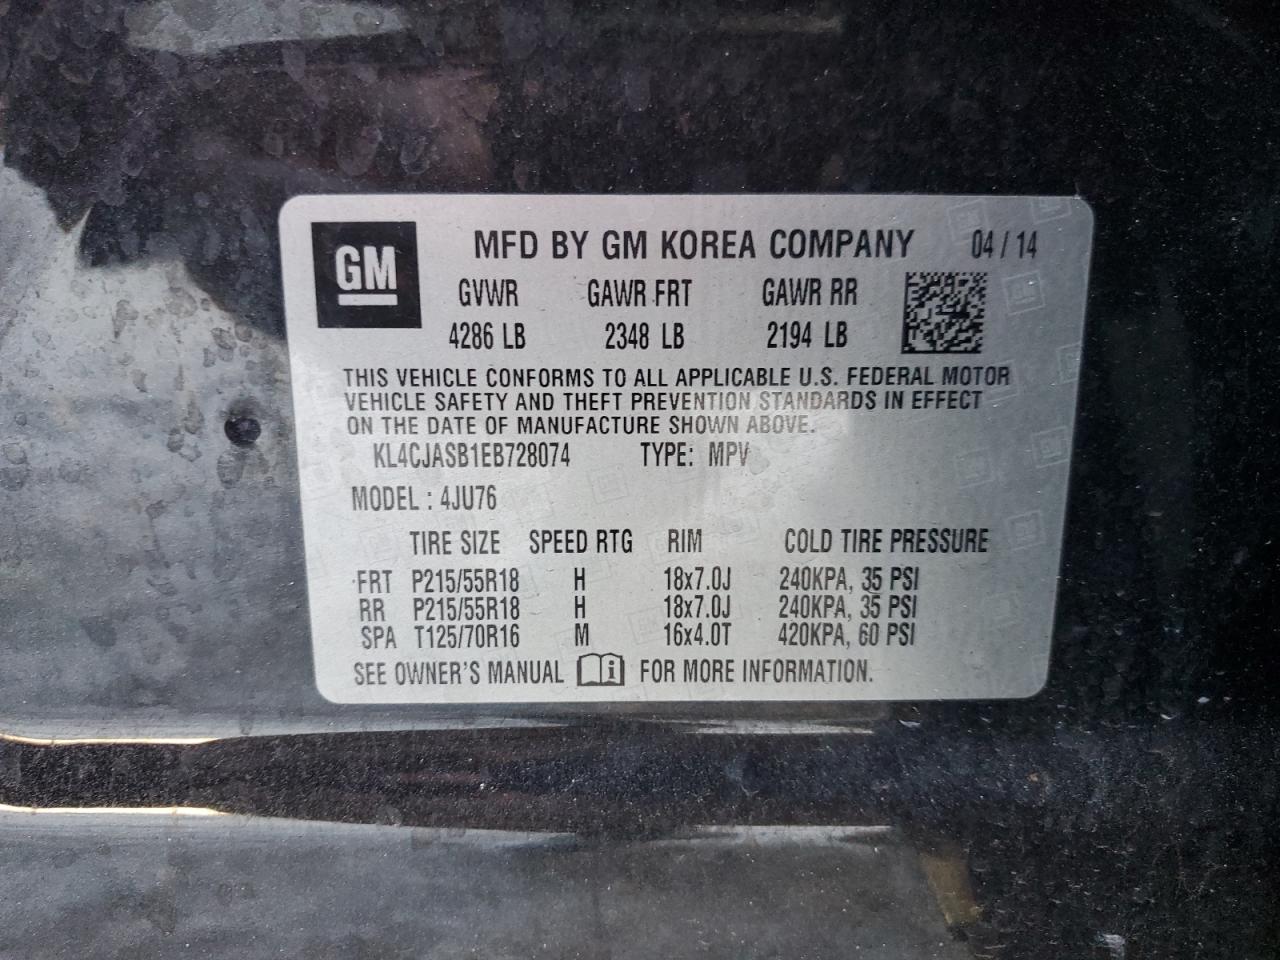 GM
MFD BY GM KOREA COMPANY 04 / 14
GVWR GAWR FRT GAWR RR
4286 LB 2348 LB 2194 LB
THIS VEHICLE CONFORMS TO ALL APPLICABLE U.S. FEDERAL MOTOR
VEHICLE SAFETY AND THEFT PREVENTION STANDARDS IN EFFECT
ON THE DATE OF MANUFACTURE SHOWN ABOVE.
KL4CJASB1EB728074 TYPE: MPV
MODEL : 4JU76
TIRE SIZE SPEED RTG RIM COLD TIRE PRESSURE
FRT P215/55R18 H 18x7.0J 240KPA, 35 PSI
RR P215/55R18 H 18x7.0J 240KPA, 35 PSI
SPA T125/70R16 M 16x4.0T 420KPA, 60 PSI
SEE OWNER'S MANUAL i FOR MORE INFORMATION.